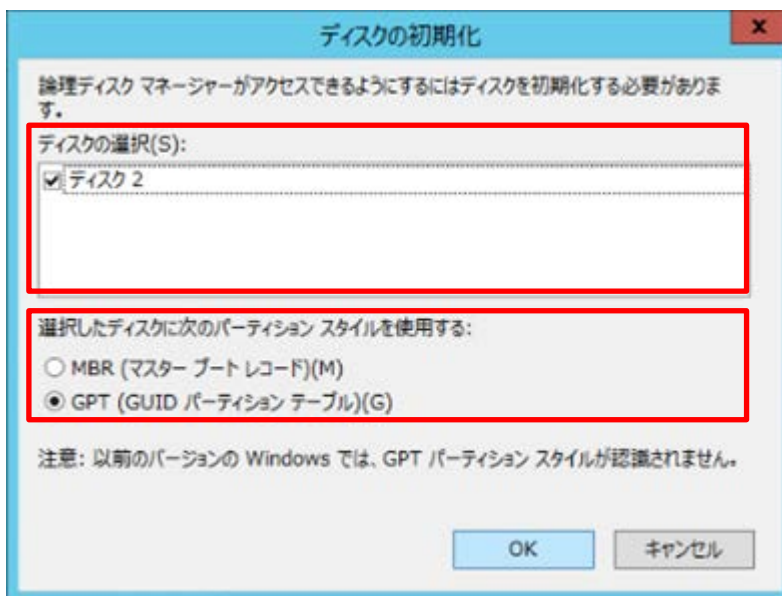 ディスクの初期化
x
論理ディスク マネージャーがアクセスできるようにするにはディスクを初期化する必要がありま
す。
ディスクの選択(S):
ディスク 2
選択したディスクに次のパーティション スタイルを使用する:
MBR (マスター ブート レコード)(M)
GPT (GUID パーティション テーブル)(G)
注意: 以前のバージョンの Windows では、GPT パーティション スタイルが認識されません。
OK
キャンセル